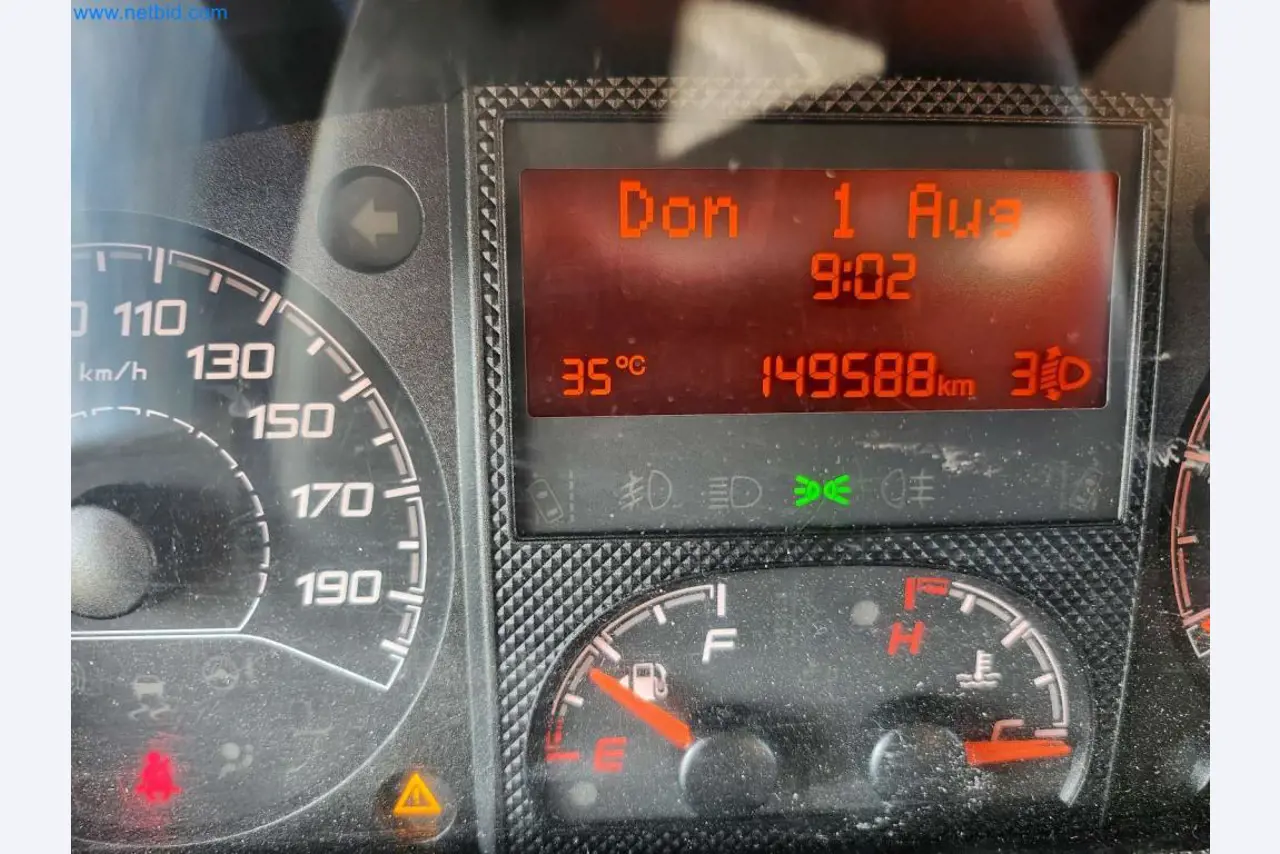 www.netbid.com
Don 1 Aug
9:02
35°C 149588km 3
110
130
150
170
190
km/h
F
E
H
C